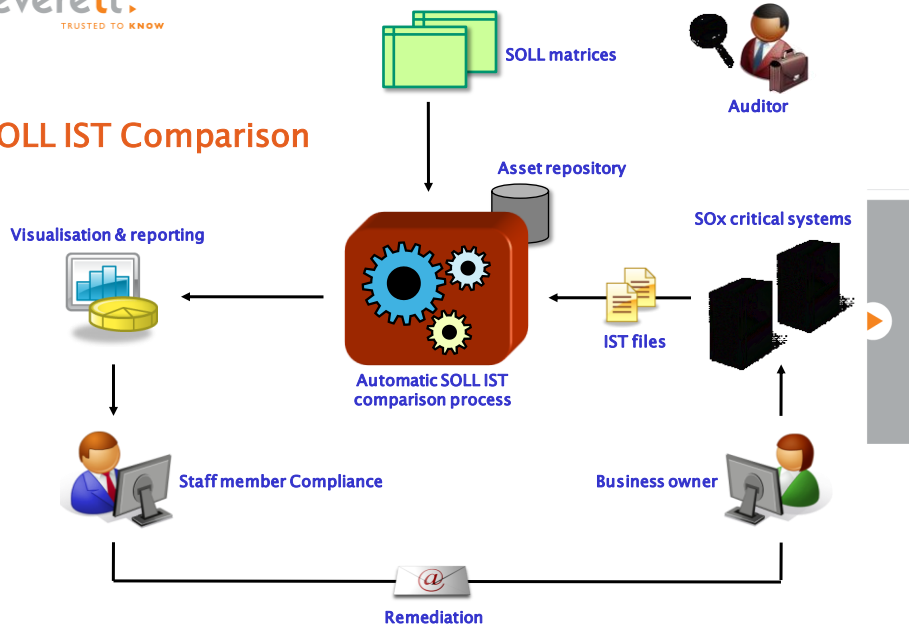 everett.
TRUSTED TO KNOW
SOLL matrices
Auditor
OLL IST Comparison
Asset repository
SOx critical systems
Visualisation & reporting
IST files
Automatic SOLL IST
comparison process
Staff member Compliance
Business owner
@
Remediation